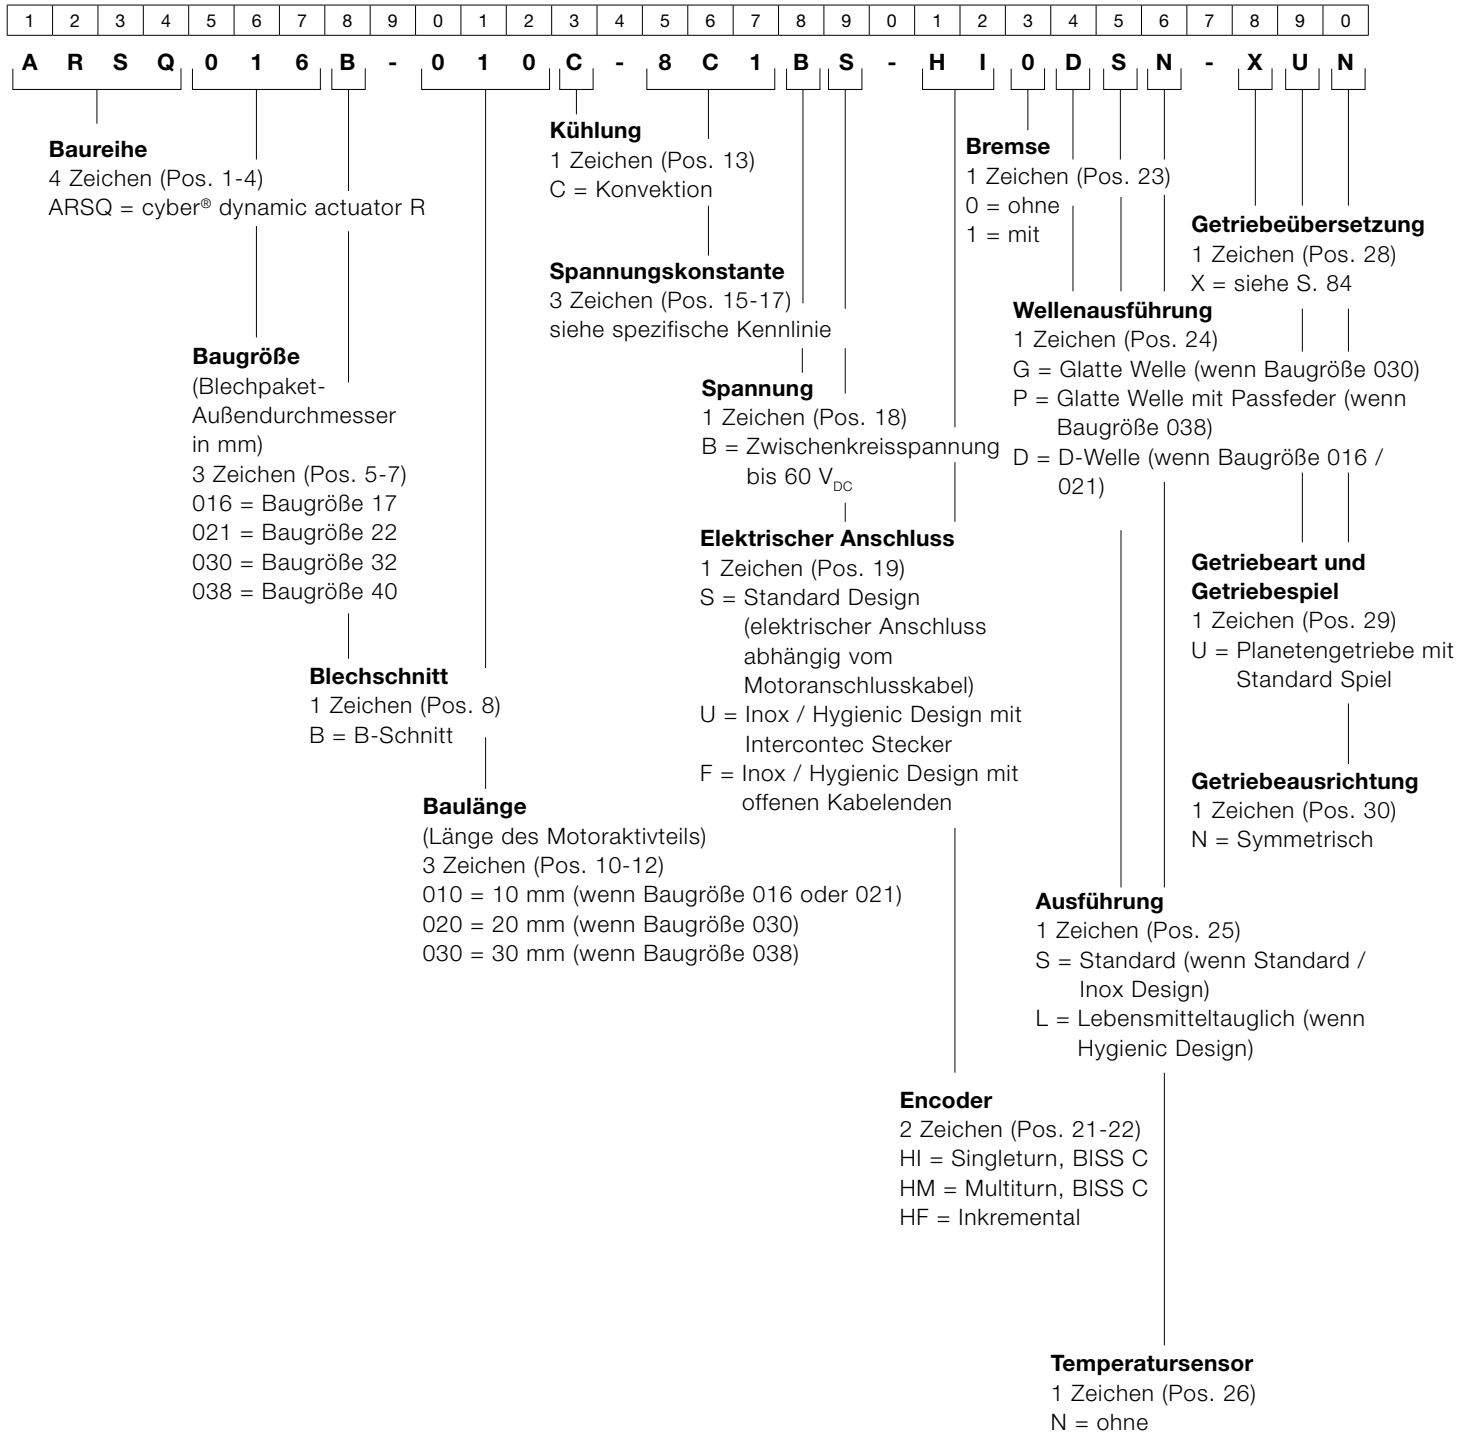 1 2 3 4 5 6 7 8 9 0 1 2 3 4 5 6 7 8 9 0 1 2 3 4 5 6 7 8 9 0
A R S Q 0 1 6 B - 0 1 0 C - 8 C 1 B S - H I 0 D S N - X U N
Baureihe
4 Zeichen (Pos. 1-4)
ARSQ = cyber® dynamic actuator R
Baugröße
(Blechpaket-
Außendurchmesser
in mm)
3 Zeichen (Pos. 5-7)
016 = Baugröße 17
021 = Baugröße 22
030 = Baugröße 32
038 = Baugröße 40
Blechschnitt
1 Zeichen (Pos. 8)
B = B-Schnitt
Baulänge
(Länge des Motoraktivteils)
3 Zeichen (Pos. 10-12)
010 = 10 mm (wenn Baugröße 016 oder 021)
020 = 20 mm (wenn Baugröße 030)
030 = 30 mm (wenn Baugröße 038)
Kühlung
1 Zeichen (Pos. 13)
C = Konvektion
Spannungskonstante
3 Zeichen (Pos. 15-17)
siehe spezifische Kennlinie
Spannung
1 Zeichen (Pos. 18)
B = Zwischenkreisspannung
bis 60 VDC
Elektrischer Anschluss
1 Zeichen (Pos. 19)
S = Standard Design
(elektrischer Anschluss
abhängig vom
Motoranschlusskabel)
U = Inox / Hygienic Design mit
Intercontec Stecker
F = Inox / Hygienic Design mit
offenen Kabelenden
Encoder
2 Zeichen (Pos. 21-22)
HI = Singleturn, BISS C
HM = Multiturn, BISS C
HF = Inkremental
Bremse
1 Zeichen (Pos. 23)
0 = ohne
1 = mit
Wellenausführung
1 Zeichen (Pos. 24)
G = Glatte Welle (wenn Baugröße 030)
P = Glatte Welle mit Passfeder (wenn
Baugröße 038)
D = D-Welle (wenn Baugröße 016 /
021)
Ausführung
1 Zeichen (Pos. 25)
S = Standard (wenn Standard /
Inox Design)
L = Lebensmitteltauglich (wenn
Hygienic Design)
Temperatursensor
1 Zeichen (Pos. 26)
N = ohne
Getriebeübersetzung
1 Zeichen (Pos. 28)
X = siehe S. 84
Getriebeart und
Getriebespiel
1 Zeichen (Pos. 29)
U = Planetengetriebe mit
Standard Spiel
Getriebeausrichtung
1 Zeichen (Pos. 30)
N = Symmetrisch